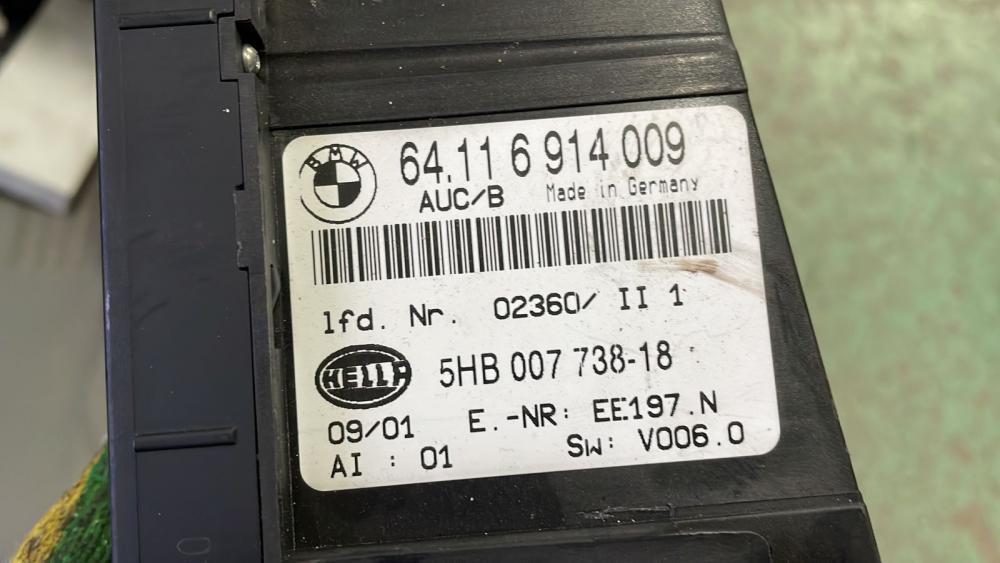 BMW
64.11 6 914 009
AUC/B Made in Germany
lfd. Nr. 02360/ II 1
HELLA
5HB 007 738-18
09/01 E.-NR: EE197.N
AI : 01 SW: V006.0